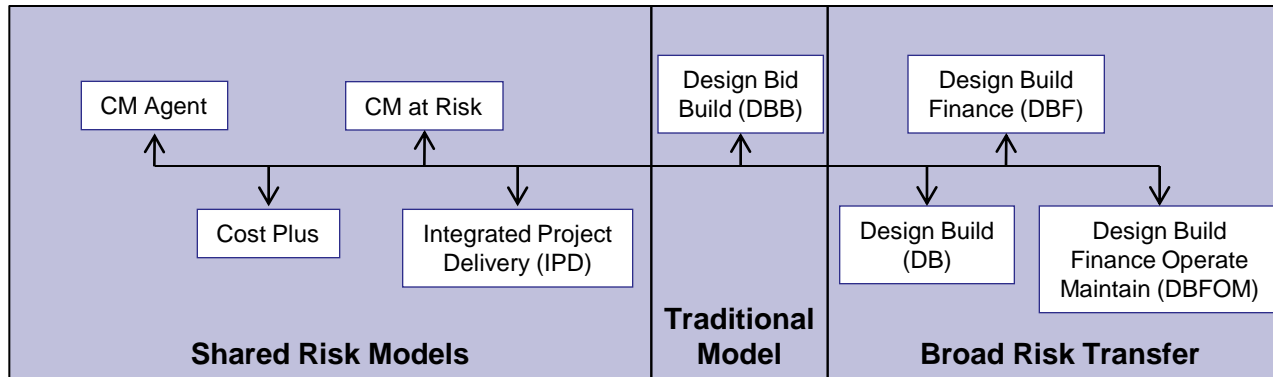 CM Agent
CM at Risk
Design Bid
Build (DBB)
Design Build
Finance (DBF)
Cost Plus
Integrated Project
Delivery (IPD)
Design Build
(DB)
Design Build
Finance Operate
Maintain (DBFOM)
Shared Risk Models
Traditional
Model
Broad Risk Transfer